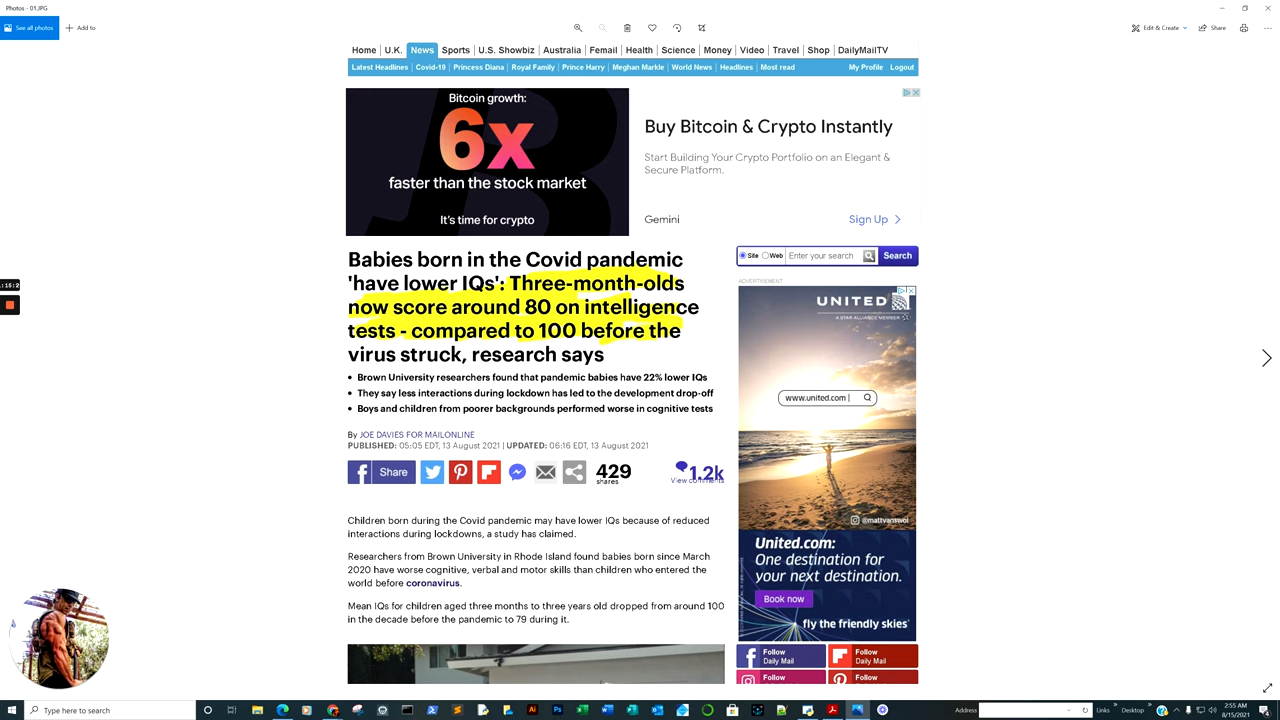 Photos - 01.JPG
See all photos
Add to
Edit & Create
Share
Home U.K. News Sports U.S. Showbiz Australia Femail Health Science Money Video Travel Shop DailyMailTV
Latest Headlines Covid-19 Princess Diana Royal Family Prince Harry Meghan Markle World News Headlines Most read My Profile Logout
Bitcoin growth:
6x
faster than the stock market
It's time for crypto
Buy Bitcoin & Crypto Instantly
Start Building Your Crypto Portfolio on an Elegant &
Secure Platform.
Gemini
Sign Up
Babies born in the Covid pandemic
'have lower IQs': Three-month-olds
now score around 80 on intelligence
tests - compared to 100 before the
virus struck, research says
• Brown University researchers found that pandemic babies have 22% lower IQs
• They say less interactions during lockdown has led to the development drop-off
• Boys and children from poorer backgrounds performed worse in cognitive tests
By JOE DAVIES FOR MAILONLINE
PUBLISHED: 05:05 EDT, 13 August 2021 | UPDATED: 06:16 EDT, 13 August 2021
Share
429
shares
1.2k
View comments
Children born during the Covid pandemic may have lower IQs because of reduced
interactions during lockdowns, a study has claimed.
Researchers from Brown University in Rhode Island found babies born since March
2020 have worse cognitive, verbal and motor skills than children who entered the
world before coronavirus.
Mean IQs for children aged three months to three years old dropped from around 100
in the decade before the pandemic to 79 during it.
Site Web Enter your search Search
ADVERTISEMENT
UNITED
A STAR ALLIANCE MEMBER
www.united.com
@mattvanswol
United.com:
One destination for
your next destination.
Book now
fly the friendly skies
Follow
Daily Mail
Follow
Daily Mail
Follow
Follow
:15:2
Type here to search
Address
Links
Desktop
2:55 AM
8/15/2021